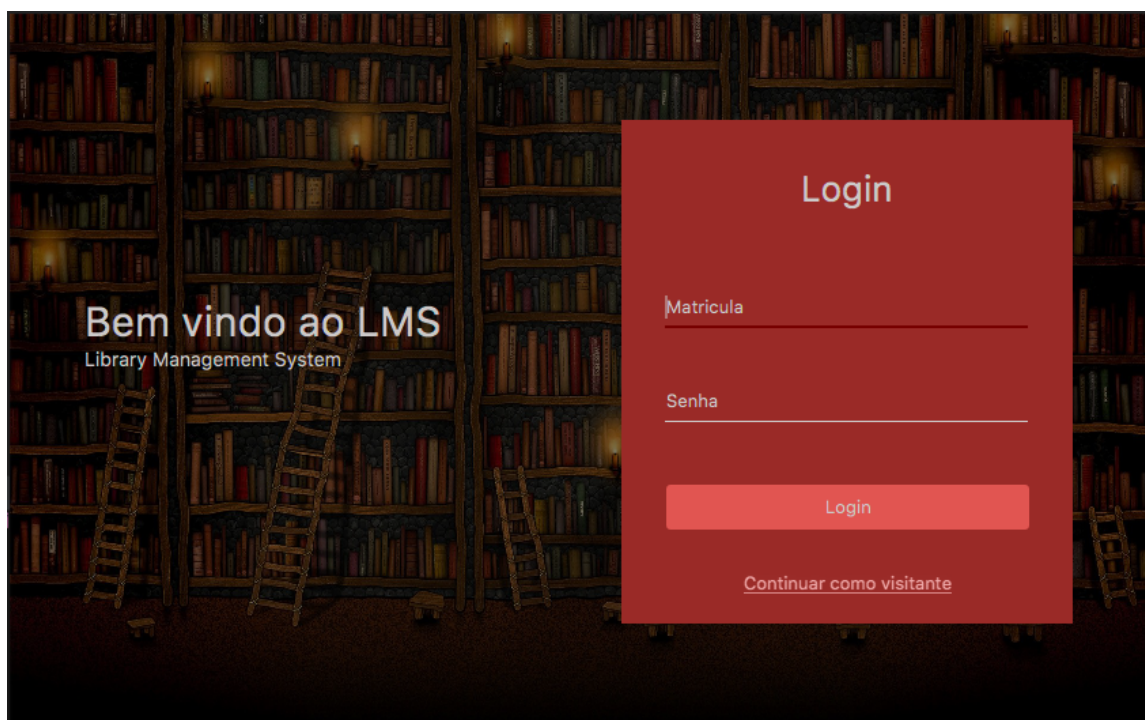 Bem vindo ao LMS
Library Management System
Login
Matricula
Senha
Login
Continuar como visitante